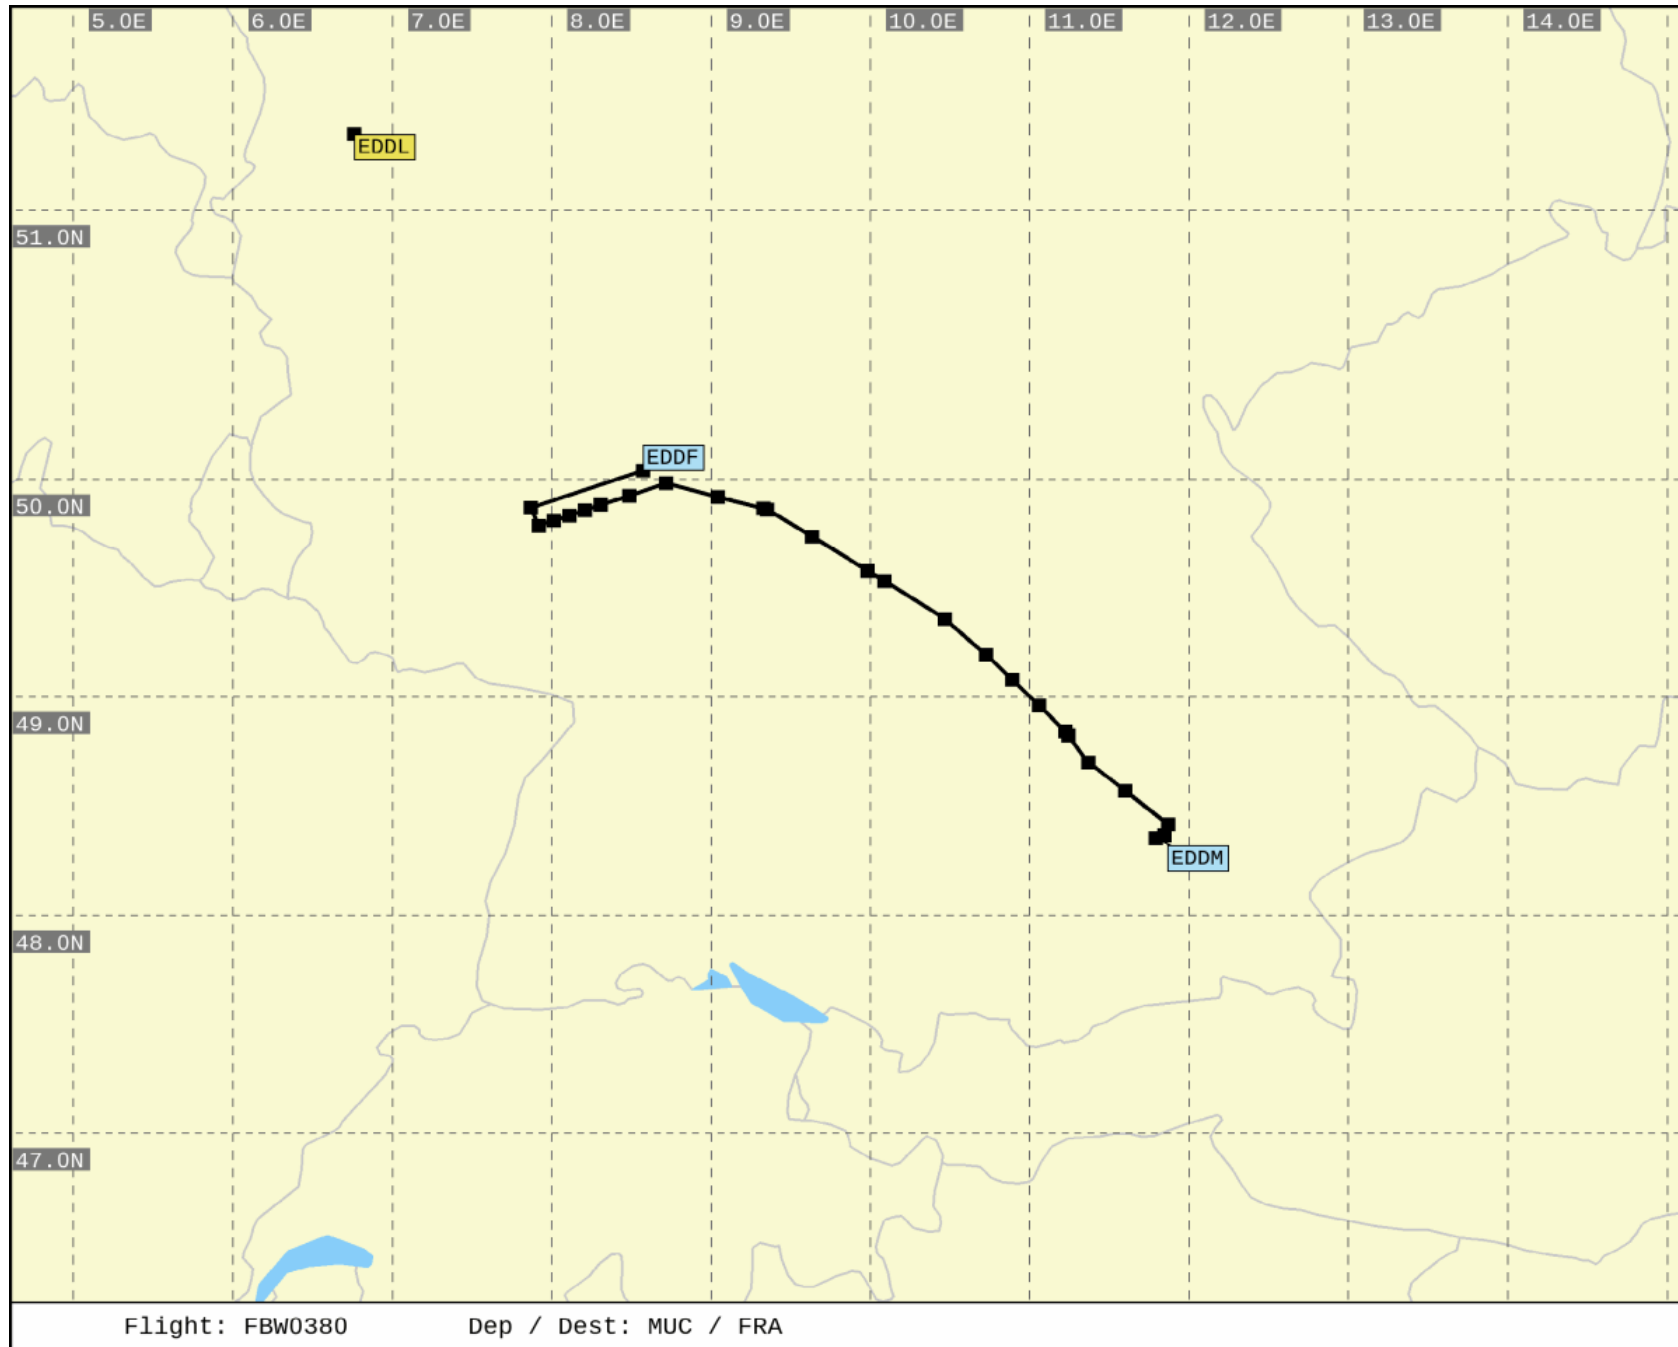 5.0E 6.0E 7.0E 8.0E 9.0E 10.0E 11.0E 12.0E 13.0E 14.0E
EDDL
51.0N
EDDF
50.0N
49.0N
EDDM
48.0N
47.0N
Flight: FBW0380 Dep / Dest: MUC / FRA